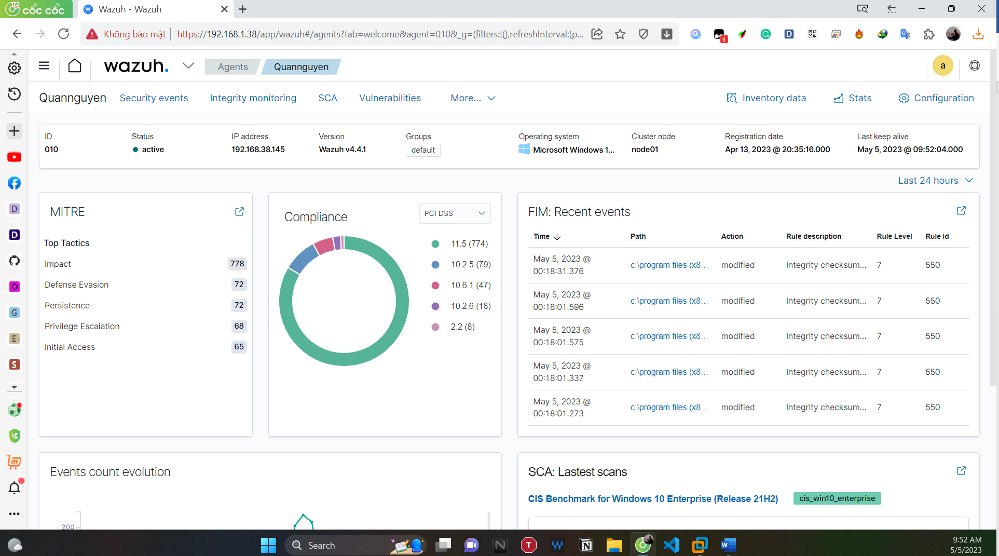 cốc cốc
Wazuh - Wazuh
Không bảo mật
https://192.168.1.38/app/wazuh#/agents?tab=welcome&agent=010&_g=(filters:!(),refreshInterval:(p...
1
wazuh.
Agents
Quannguyen
a
Quannguyen
Security events
Integrity monitoring
SCA
Vulnerabilities
More...
Inventory data
Stats
Configuration
ID
010
Status
active
IP address
192.168.38.145
Version
Wazuh v4.4.1
Groups
default
Operating system
Microsoft Windows 1...
Cluster node
node01
Registration date
Apr 13, 2023 @ 20:35:16.000
Last keep alive
May 5, 2023 @ 09:52:04.000
Last 24 hours
MITRE
Top Tactics
Impact 778
Defense Evasion 72
Persistence 72
Privilege Escalation 68
Initial Access 65
Compliance
PCI DSS
11.5 (774)
10.2.5 (79)
10.6.1 (47)
10.2.6 (18)
2.2 (8)
FIM: Recent events
Time Path Action Rule description Rule Level Rule Id
May 5, 2023 @
00:18:31.376 c:\program files (x8... modified Integrity checksum... 7 550
May 5, 2023 @
00:18:01.596 c:\program files (x8... modified Integrity checksum... 7 550
May 5, 2023 @
00:18:01.575 c:\program files (x8... modified Integrity checksum... 7 550
May 5, 2023 @
00:18:01.337 c:\program files (x8... modified Integrity checksum... 7 550
May 5, 2023 @
00:18:01.273 c:\program files (x8... modified Integrity checksum... 7 550
Events count evolution
200
SCA: Lastest scans
CIS Benchmark for Windows 10 Enterprise (Release 21H2)
cis_win10_enterprise
D
D
O
G
E
S
Search
9:52 AM
5/5/2023